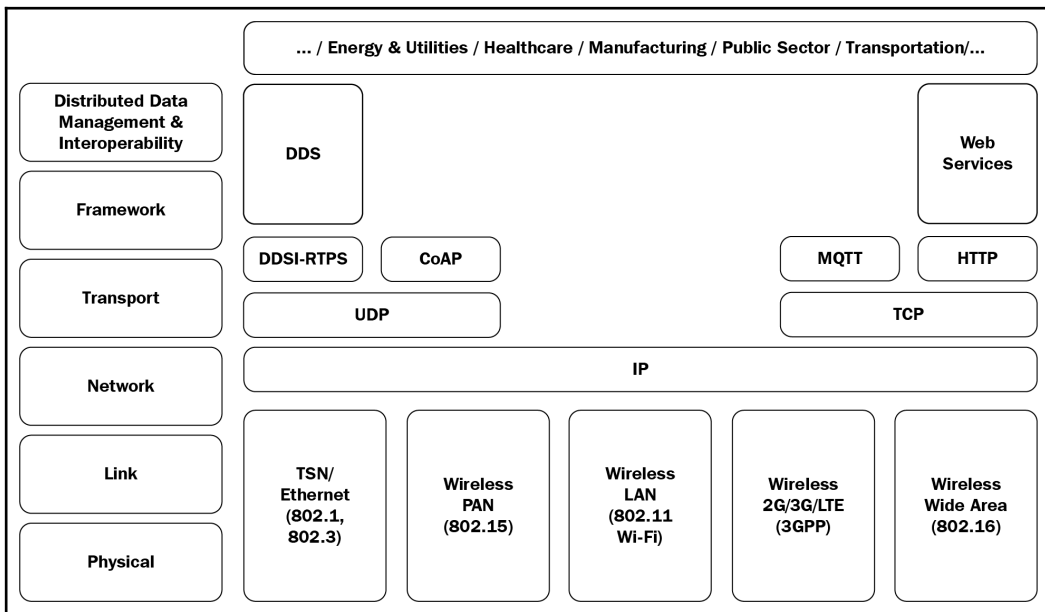 ... / Energy & Utilities / Healthcare / Manufacturing / Public Sector / Transportation/...
Distributed Data
Management &
Interoperability
Framework
Transport
Network
Link
Physical
DDS
Web
Services
DDSI-RTPS
CoAP
MQTT
HTTP
UDP
TCP
IP
TSN/
Ethernet
(802.1,
802.3)
Wireless
PAN
(802.15)
Wireless
LAN
(802.11
Wi-Fi)
Wireless
2G/3G/LTE
(3GPP)
Wireless
Wide Area
(802.16)